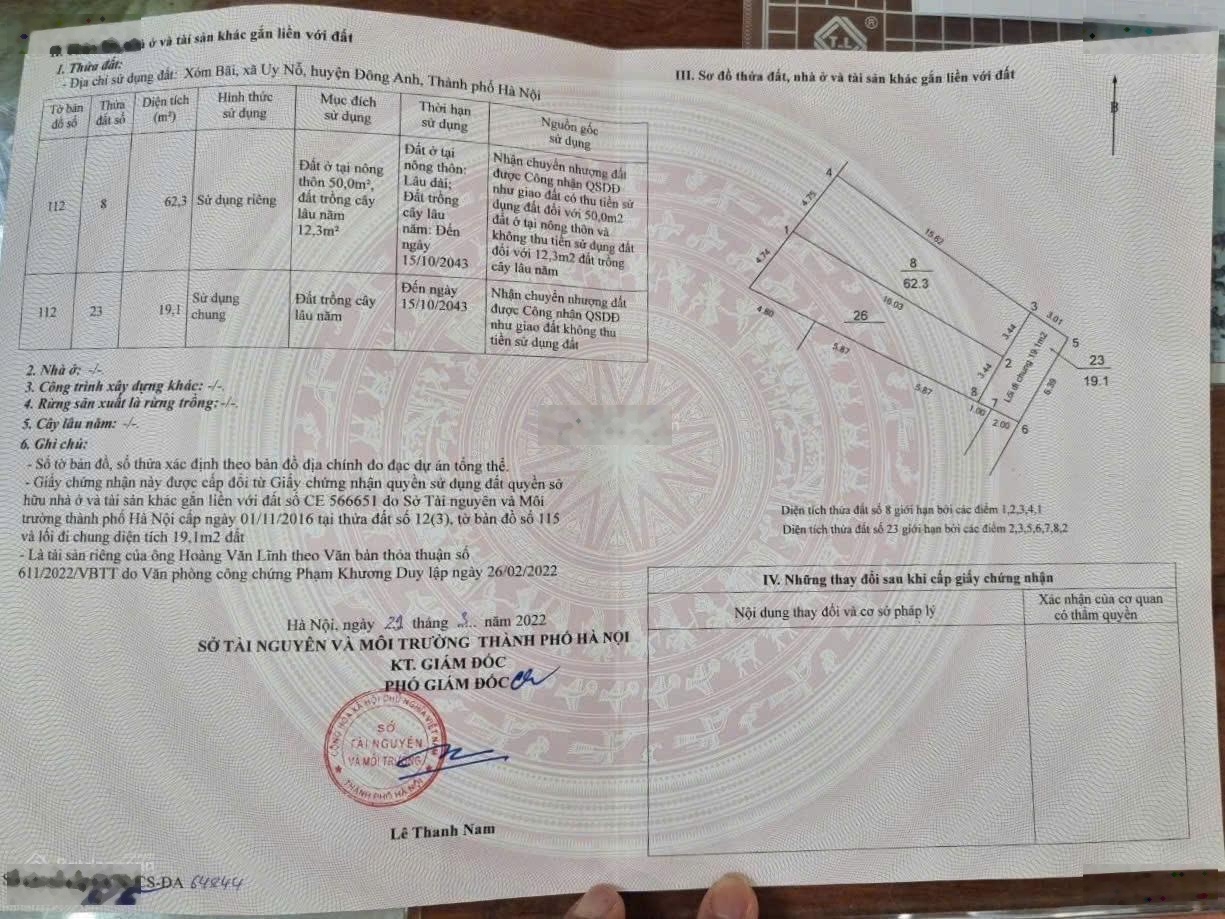 ở và tài sản khác gắn liền với đất
1. Thửa đất:
- Địa chỉ sử dụng đất: Xóm Bãi, xã Uy Nỗ, huyện Đông Anh, Thành phố Hà Nội
Tờ bản đồ số
Thửa đất số
Diện tích (m²)
Hình thức sử dụng
Mục đích sử dụng
Thời hạn sử dụng
Nguồn gốc sử dụng
112
8
62,3
Sử dụng riêng
Đất ở tại nông
thôn 50,0m²,
đất trồng cây
lâu năm
12,3m²
Đất ở tại
nông thôn:
Lâu dài;
Đất trồng
cây lâu
năm: Đến
ngày
15/10/2043
Nhận chuyển nhượng đất
được Công nhận QSDĐ
như giao đất có thu tiền sử
dụng đất đối với 50,0m2
đất ở tại nông thôn và
không thu tiền sử dụng đất
đối với 12,3m2 đất trồng
cây lâu năm
112
23
19,1
Sử dụng
chung
Đất trồng cây
lâu năm
Đến ngày
15/10/2043
Nhận chuyển nhượng đất
được Công nhận QSDĐ
như giao đất không thu
tiền sử dụng đất
2. Nhà ở: -/-.
3. Công trình xây dựng khác: -/-.
4. Rừng sản xuất là rừng trồng: -/-.
5. Cây lâu năm: -/-.
6. Ghi chú:
- Số tờ bản đồ, số thửa xác định theo bản đồ địa chính đo đạc dự án tổng thể.
- Giấy chứng nhận này được cấp đổi từ Giấy chứng nhận quyền sử dụng đất quyền sở
hữu nhà ở và tài sản khác gắn liền với đất số CE 566651 do Sở Tài nguyên và Môi
trường thành phố Hà Nội cấp ngày 01/11/2016 tại thửa đất số 12(3), tờ bản đồ số 115
và lối đi chung diện tích 19,1m2 đất
- Là tài sản riêng của ông Hoàng Văn Lĩnh theo Văn bản thỏa thuận số
611/2022/VBTT do Văn phòng công chứng Phạm Khương Duy lập ngày 26/02/2022
Hà Nội, ngày 29 tháng 3 năm 2022
SỞ TÀI NGUYÊN VÀ MÔI TRƯỜNG THÀNH PHỐ HÀ NỘI
KT. GIÁM ĐỐC
PHÓ GIÁM ĐỐC
CỘNG HÒA XÃ HỘI CHỦ NGHĨA VIỆT NAM
SỞ
TÀI NGUYÊN
VÀ MÔI TRƯỜNG
THÀNH PHỐ HÀ NỘI
Lê Thanh Nam
CS-ĐA 64844
T.L ®
III. Sơ đồ thửa đất, nhà ở và tài sản khác gắn liền với đất
B
4
4.75
15.62
1
4.74
8
62.3
16.03
3
3.01
5
4.80
26
3.44
5.87
2
3.44
Lối đi chung 19.1m2
6.39
23
19.1
5.87
8
7
1.00
2.00
6
Diện tích thửa đất số 8 giới hạn bởi các điểm 1,2,3,4,1
Diện tích thửa đất số 23 giới hạn bởi các điểm 2,3,5,6,7,8,2
IV. Những thay đổi sau khi cấp giấy chứng nhận
Nội dung thay đổi và cơ sở pháp lý
Xác nhận của cơ quan
có thẩm quyền